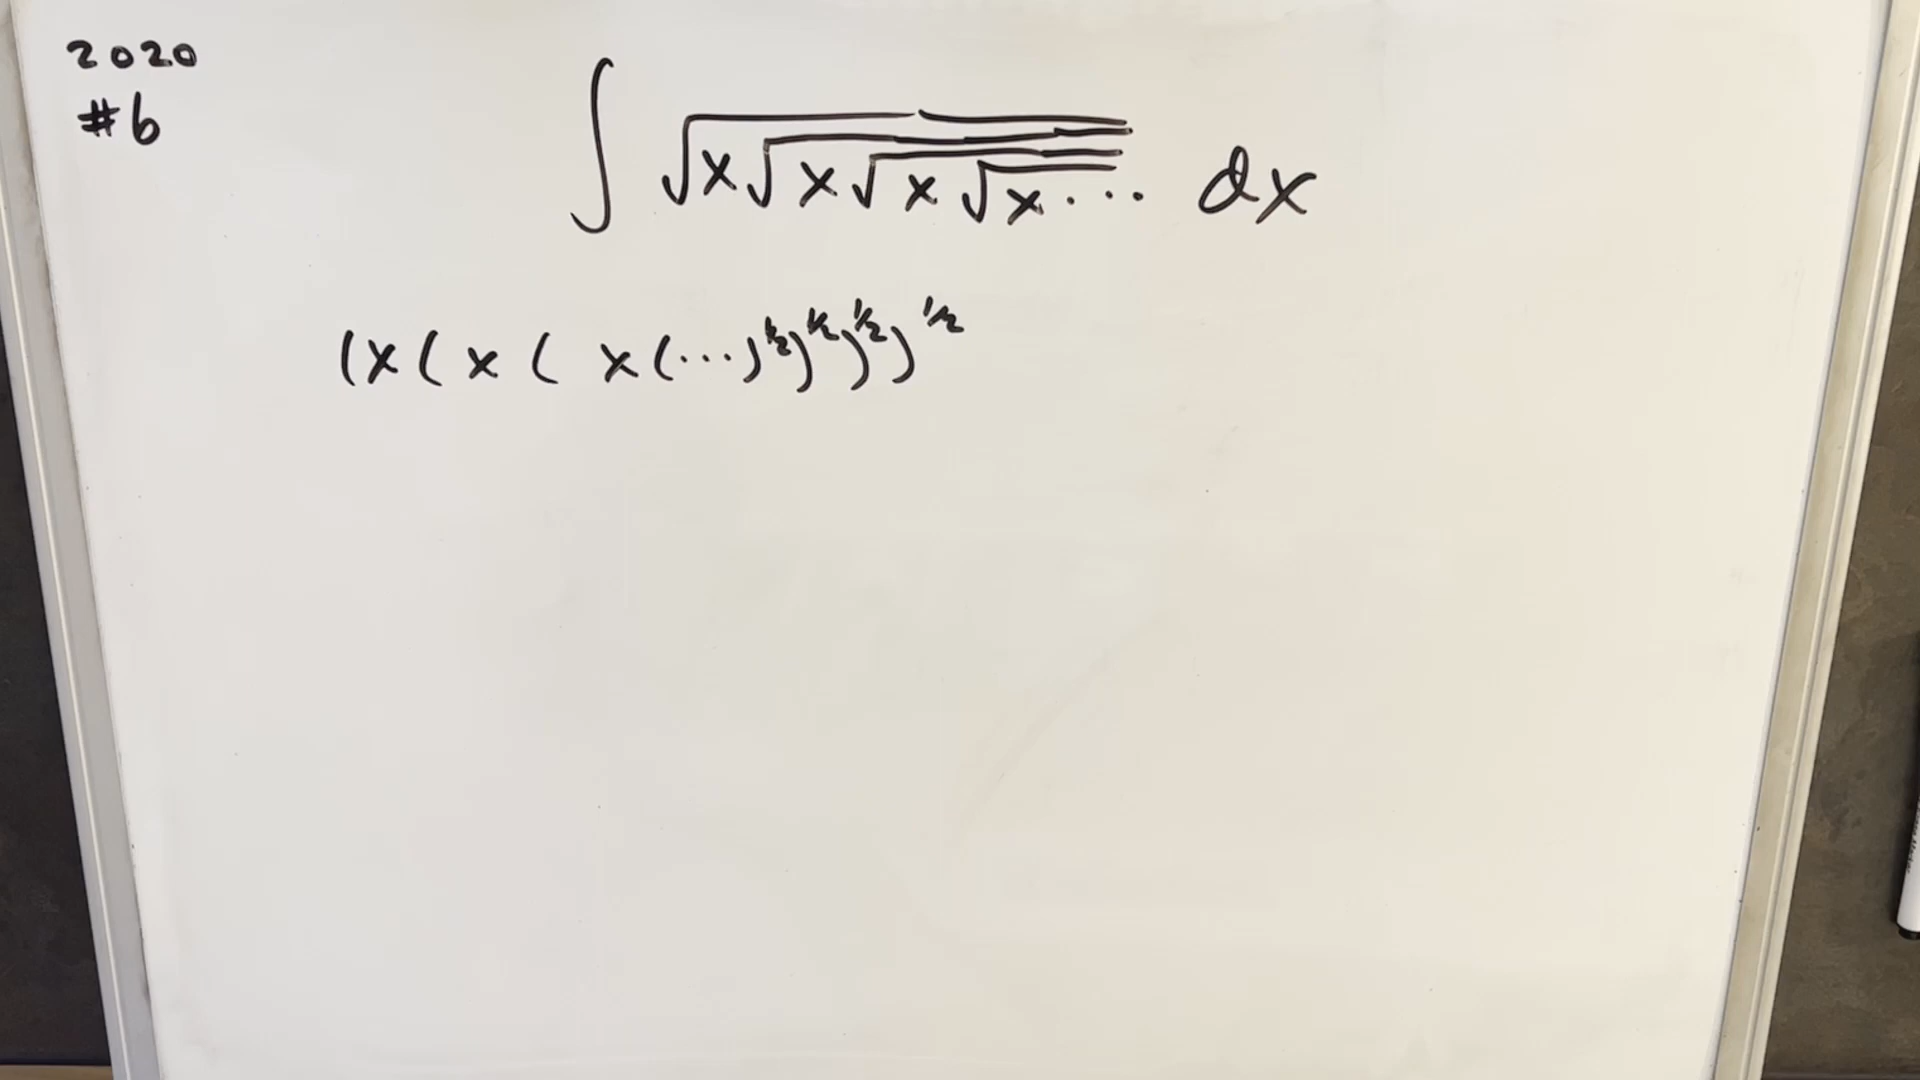 2020
#6
∫ √x√x√x√x... dx
(x(x(x(...)^½)^½)^½)^½